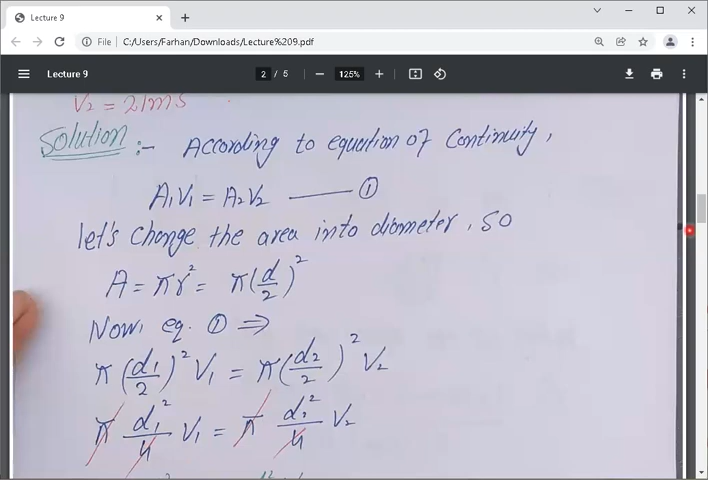 Lecture 9
File | C:/Users/Farhan/Downloads/Lecture%209.pdf
Lecture 9 2 / 5 — 125% +
V₂ = 21ms
Solution :- According to equation of Continuity,
A₁V₁ = A₂V₂ —— ①
let's change the area into diameter, so
A = πr² = π(d/2)²
Now, eq. ① ⇒
π(d₁/2)² V₁ = π(d₂/2)² V₂
π d₁²/4 V₁ = π d₂²/4 V₂